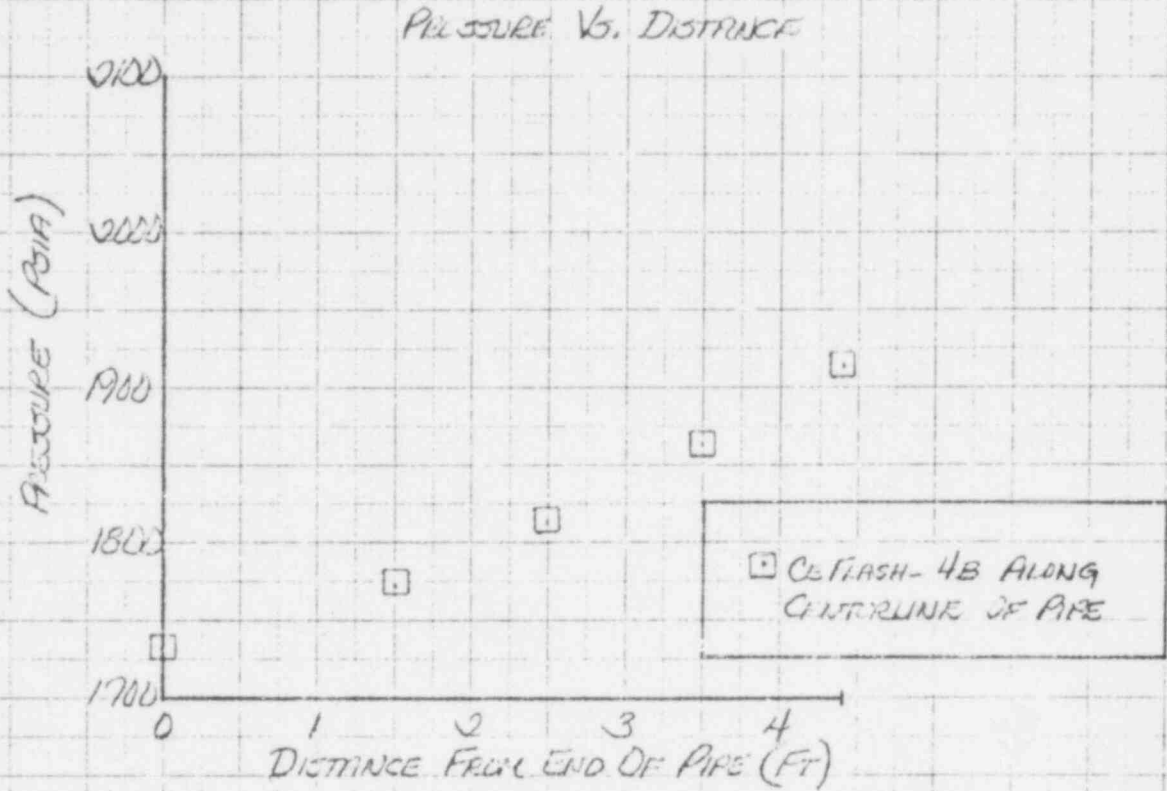 PRESSURE VS. DISTANCE
2100
2000
1900
1800
1700
PRESSURE (PSIA)
0 1 2 3 4
DISTANCE FROM END OF PIPE (FT)
CEFLASH-4B ALONG
CENTERLINE OF PIPE